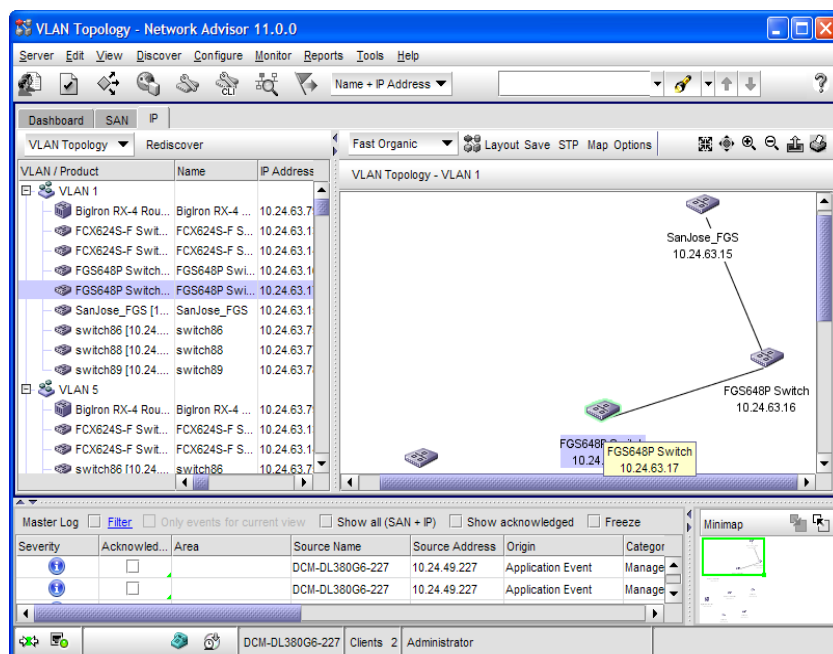 VLAN Topology - Network Advisor 11.0.0
Server Edit View Discover Configure Monitor Reports Tools Help
CLI Name + IP Address ?
Dashboard SAN IP
VLAN Topology Rediscover Fast Organic Layout Save STP Map Options
VLAN / Product Name IP Address VLAN Topology - VLAN 1
VLAN 1
BigIron RX-4 Rou... BigIron RX-4 ... 10.24.63.7
FCX624S-F Swit... FCX624S-F S... 10.24.63.1
FCX624S-F Swit... FCX624S-F S... 10.24.63.1
FGS648P Switch... FGS648P Swi... 10.24.63.1
FGS648P Switch... FGS648P Swi... 10.24.63.1
SanJose_FGS [1... SanJose_FGS 10.24.63.1
switch86 [10.24.... switch86 10.24.63.7
switch88 [10.24.... switch88 10.24.63.7
switch89 [10.24.... switch89 10.24.63.7
VLAN 5
BigIron RX-4 Rou... BigIron RX-4 ... 10.24.63.7
FCX624S-F Swit... FCX624S-F S... 10.24.63.1
FCX624S-F Swit... FCX624S-F S... 10.24.63.1
switch86 [10.24.... switch86 10.24.63.7
SanJose_FGS
10.24.63.15
FGS648P Switch
10.24.63.16
FGS648P Switch
10.24.
FGS648P Switch
10.24.63.17
Master Log Filter Only events for current view Show all (SAN + IP) Show acknowledged Freeze Minimap
Severity Acknowled... Area Source Name Source Address Origin Categor
DCM-DL380G6-227 10.24.49.227 Application Event Manage
DCM-DL380G6-227 10.24.49.227 Application Event Manage
DCM-DL380G6-227 Clients 2 Administrator